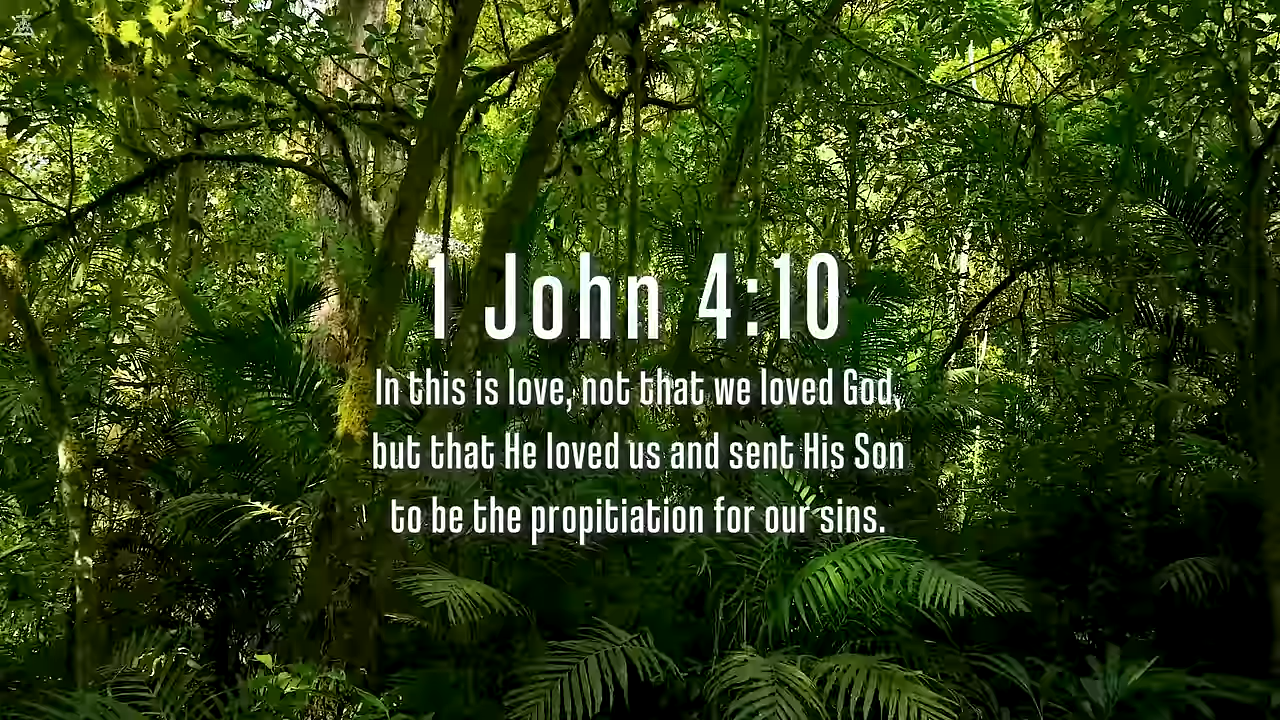 1 John 4:10
In this is love, not that we loved God,
but that He loved us and sent His Son
to be the propitiation for our sins.